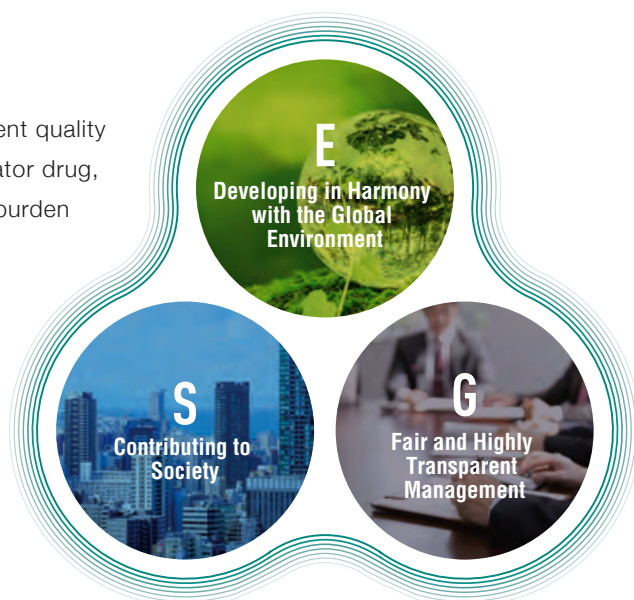 ent quality
ator drug,
burden
E
Developing in Harmony
with the Global
Environment
S
Contributing to
Society
G
Fair and Highly
Transparent
Management